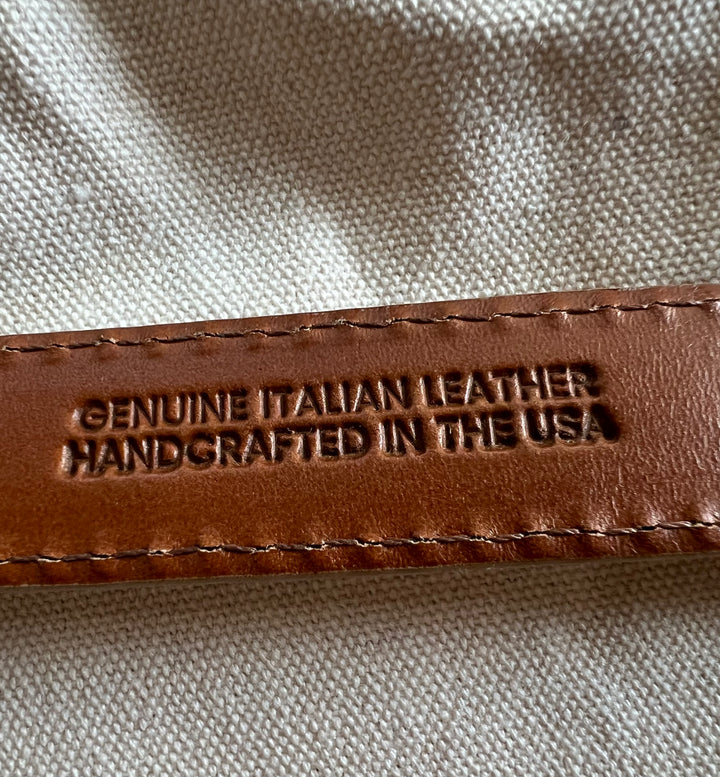 GENUINE ITALIAN LEATHER
HANDCRAFTED IN THE USA